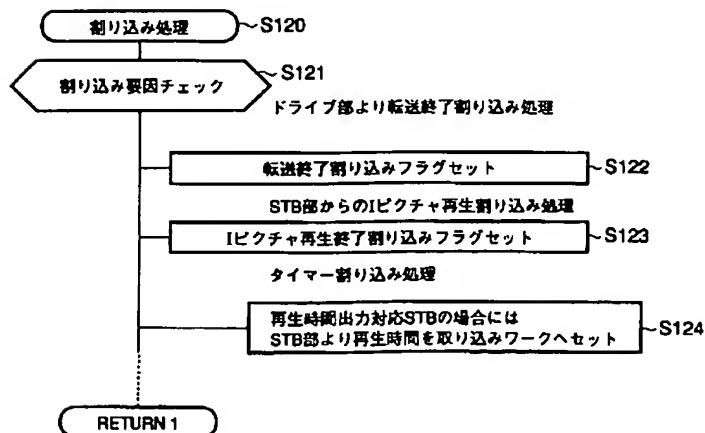 割り込み処理 S120
割り込み要因チェック S121
ドライブ部より転送終了割り込み処理
転送終了割り込みフラグセット S122
STB部からのIピクチャ再生割り込み処理
Iピクチャ再生終了割り込みフラグセット S123
タイマー割り込み処理
再生時間出力対応STBの場合には
STB部より再生時間を取り込みワークへセット S124
RETURN 1